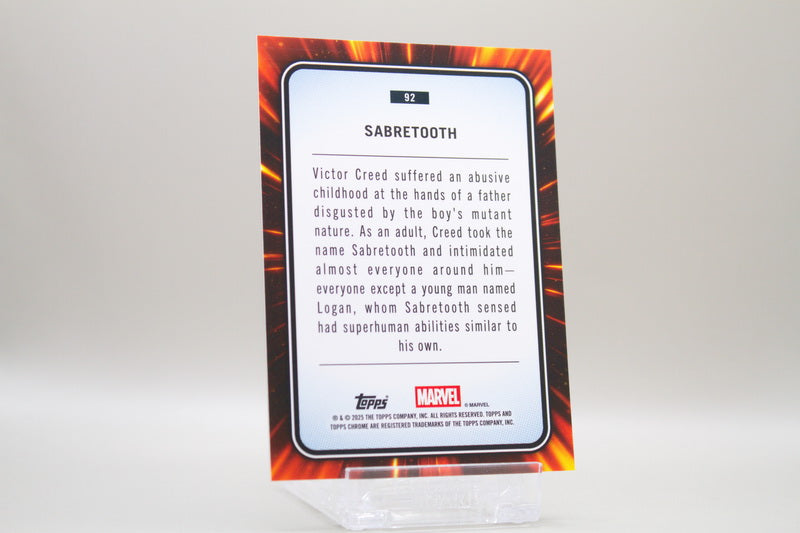 92
SABRETOOTH
Victor Creed suffered an abusive
childhood at the hands of a father
disgusted by the boy's mutant
nature. As an adult, Creed took the
name Sabretooth and intimidated
almost everyone around him—
everyone except a young man named
Logan, whom Sabretooth sensed
had superhuman abilities similar to
his own.
Topps MARVEL © MARVEL
® & © 2025 THE TOPPS COMPANY, INC. ALL RIGHTS RESERVED. TOPPS AND
TOPPS CHROME ARE REGISTERED TRADEMARKS OF THE TOPPS COMPANY, INC.